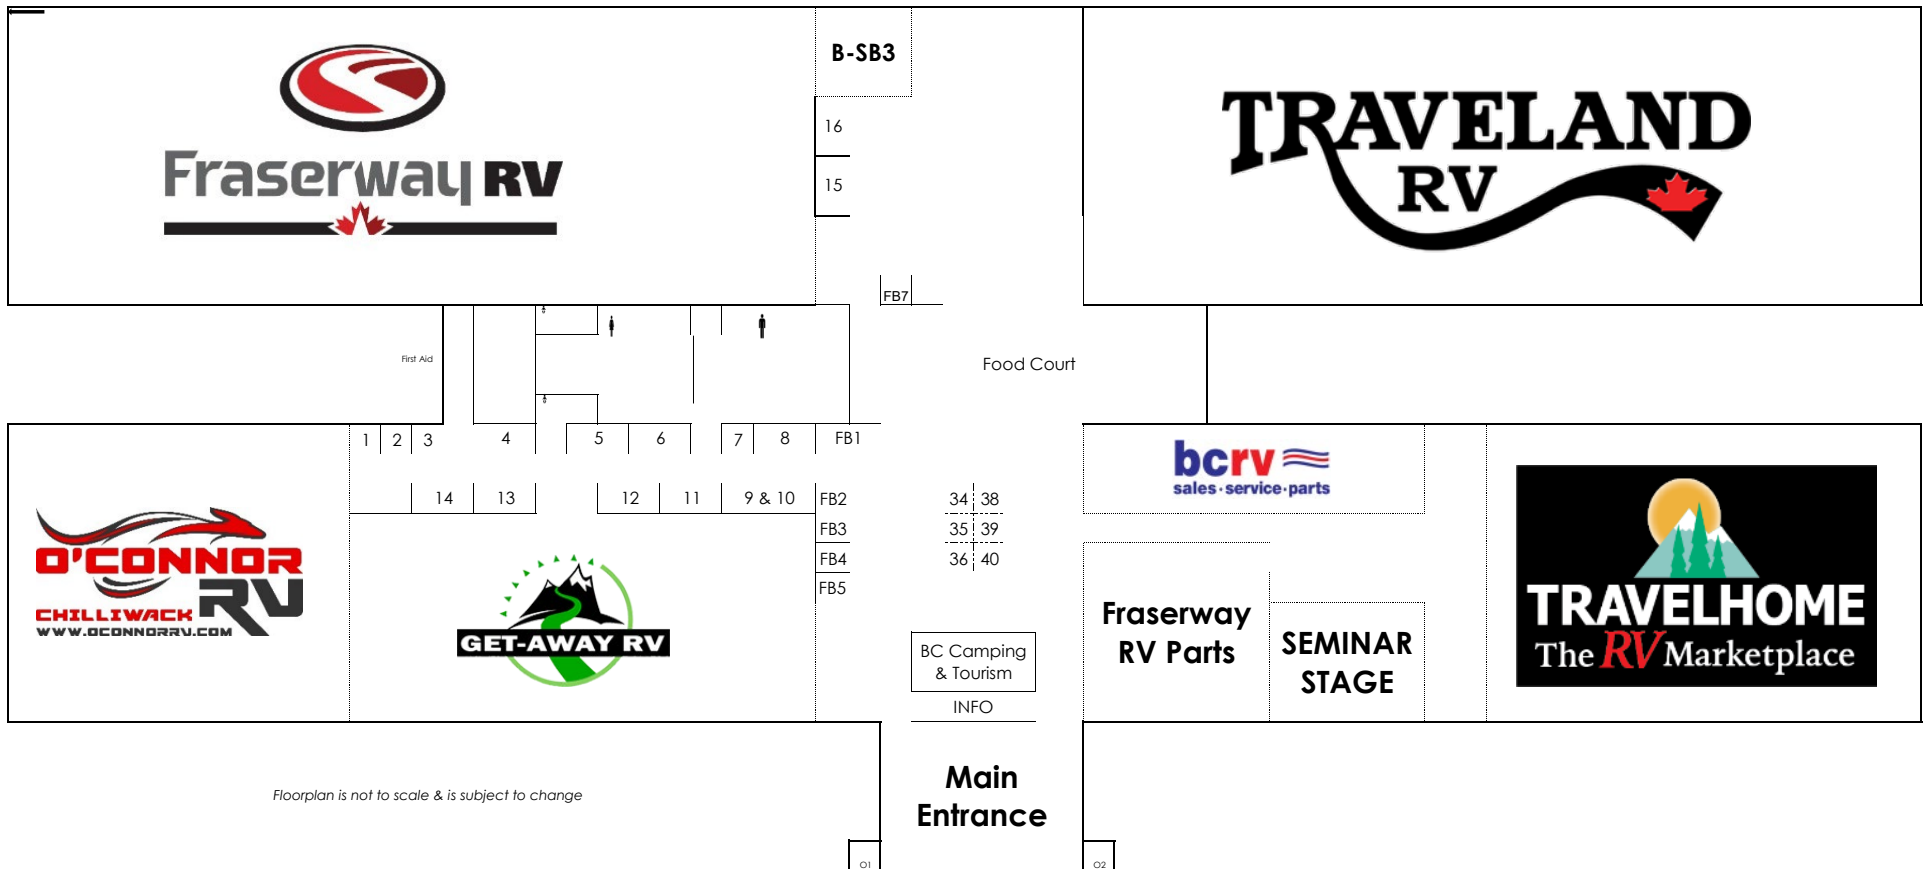 B-SB3
Fraserway RV
TRAVELAND
RV
16
15
FB7
First Aid
Food Court
1 2 3 4 5 6 7 8 FB1
14 13 12 11 9 & 10 FB2
FB3
FB4
FB5
34 38
35 39
36 40
bcrv
sales·service·parts
O'CONNOR
RV
CHILLIWACK
WWW.OCONNORRV.COM
GET-AWAY RV
BC Camping
& Tourism
INFO
Fraserway
RV Parts
SEMINAR
STAGE
TRAVELHOME
The RV Marketplace
Main
Entrance
Floorplan is not to scale & is subject to change
O1
O2